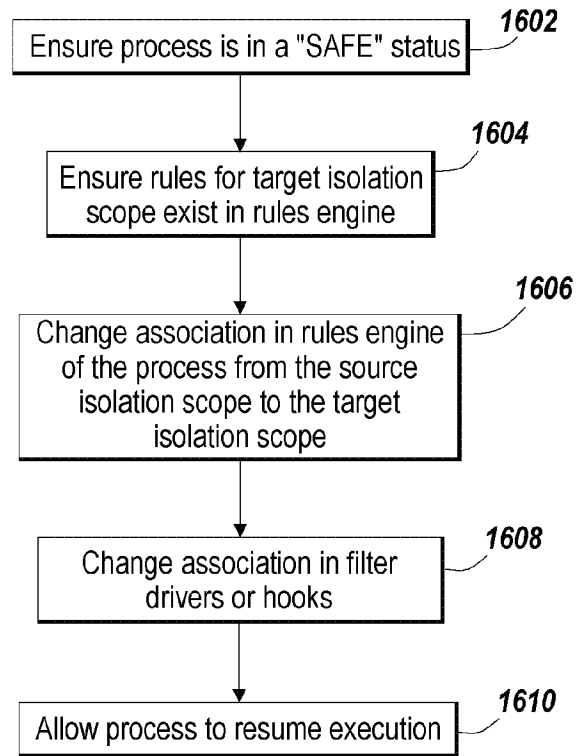 1602
Ensure process is in a "SAFE" status
1604
Ensure rules for target isolation
scope exist in rules engine
1606
Change association in rules engine
of the process from the source
isolation scope to the target
isolation scope
1608
Change association in filter
drivers or hooks
1610
Allow process to resume execution